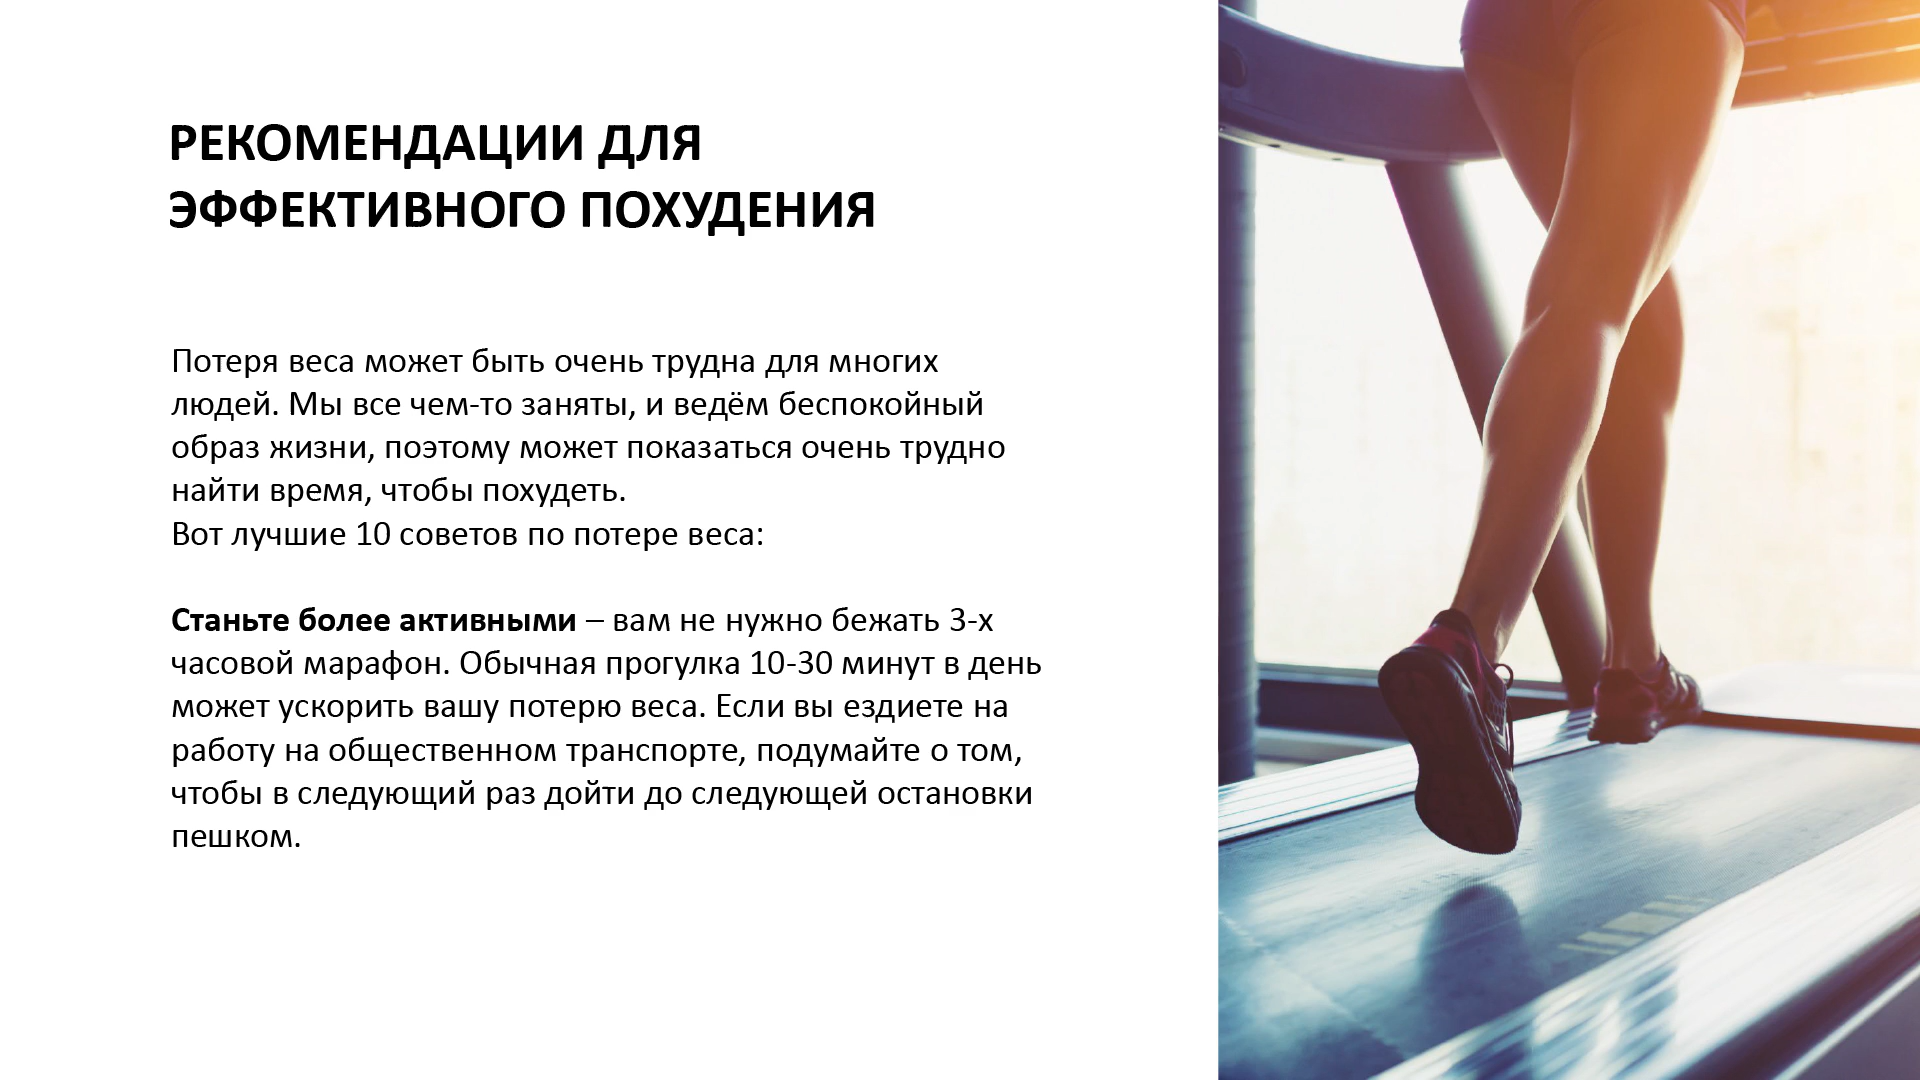 РЕКОМЕНДАЦИИ ДЛЯ
ЭФФЕКТИВНОГО ПОХУДЕНИЯ
Потеря веса может быть очень трудна для многих
людей. Мы все чем-то заняты, и ведём беспокойный
образ жизни, поэтому может показаться очень трудно
найти время, чтобы похудеть.
Вот лучшие 10 советов по потере веса:
Станьте более активными – вам не нужно бежать 3-х
часовой марафон. Обычная прогулка 10-30 минут в день
может ускорить вашу потерю веса. Если вы ездиете на
работу на общественном транспорте, подумайте о том,
чтобы в следующий раз дойти до следующей остановки
пешком.